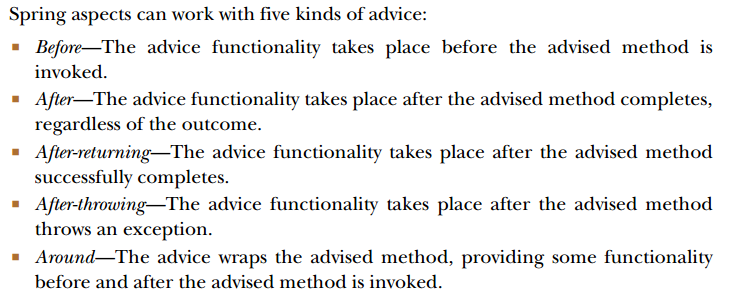 Spring aspects can work with five kinds of advice:
■ Before—The advice functionality takes place before the advised method is
invoked.
■ After—The advice functionality takes place after the advised method completes,
regardless of the outcome.
■ After-returning—The advice functionality takes place after the advised method
successfully completes.
■ After-throwing—The advice functionality takes place after the advised method
throws an exception.
■ Around—The advice wraps the advised method, providing some functionality
before and after the advised method is invoked.